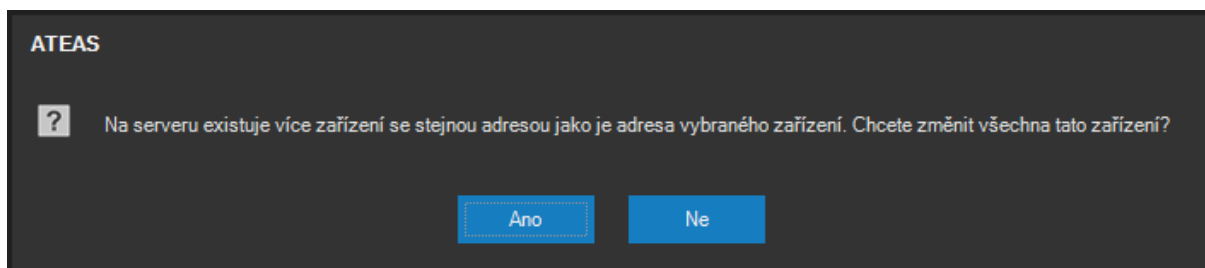 ATEAS
? Na serveru existuje více zařízení se stejnou adresou jako je adresa vybraného zařízení. Chcete změnit všechna tato zařízení?
Ano Ne